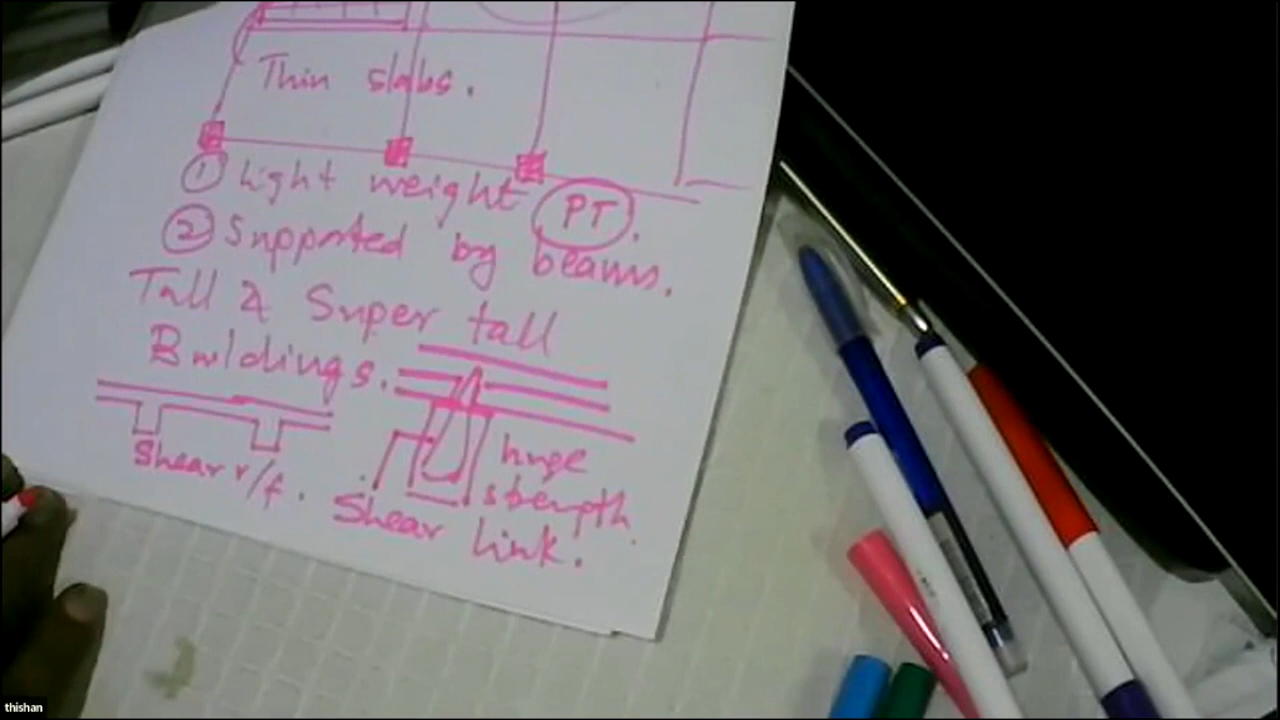 Thin slabs.
① Light weight
PT.
② Supported by beams.
Tall & Super tall
Buildings.
Shear r/f.
huge
strength
Shear link.
thishan